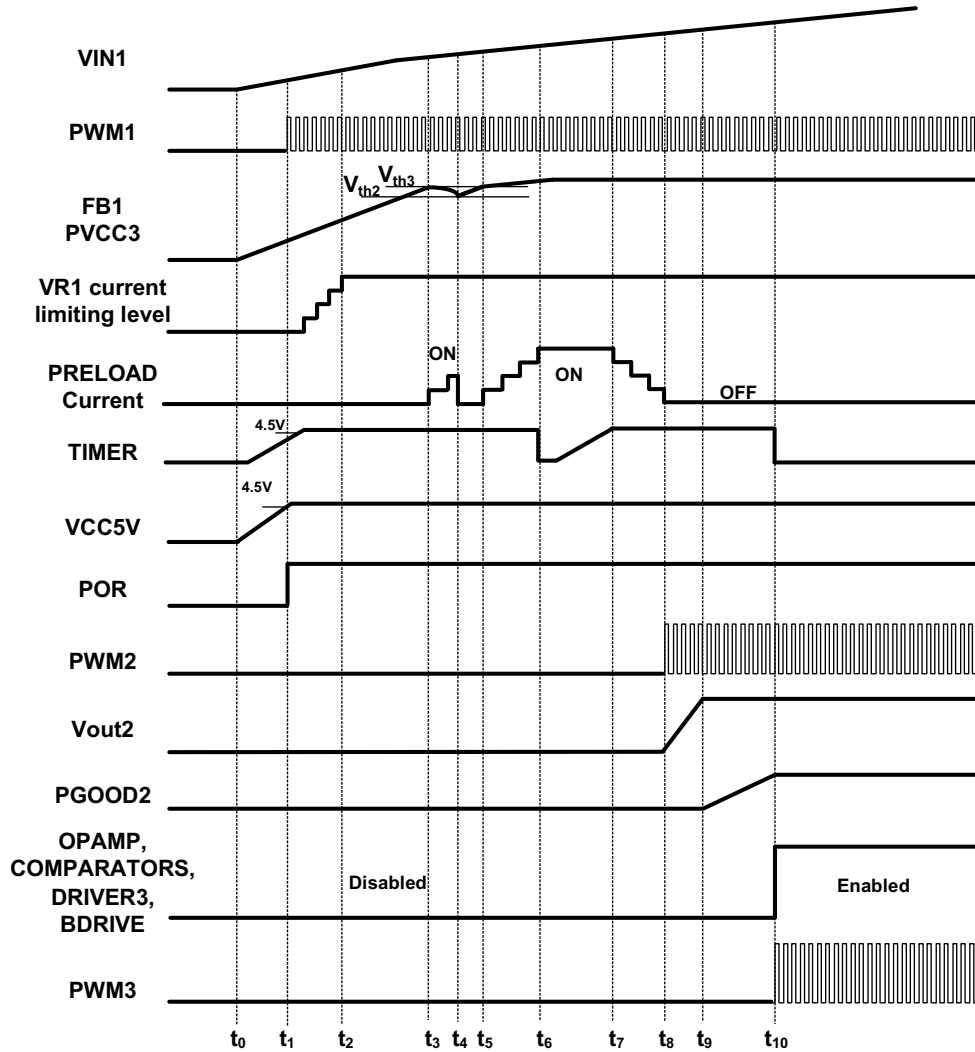 VIN1
PWM1
Vth2 Vth3
FB1
PVCC3
VR1 current
limiting level
ON
PRELOAD
Current
ON
OFF
4.5V
TIMER
4.5V
VCC5V
POR
PWM2
Vout2
PGOOD2
OPAMP,
COMPARATORS,
DRIVER3,
BDRIVE
Disabled
Enabled
PWM3
t0 t1 t2 t3 t4 t5 t6 t7 t8 t9 t10